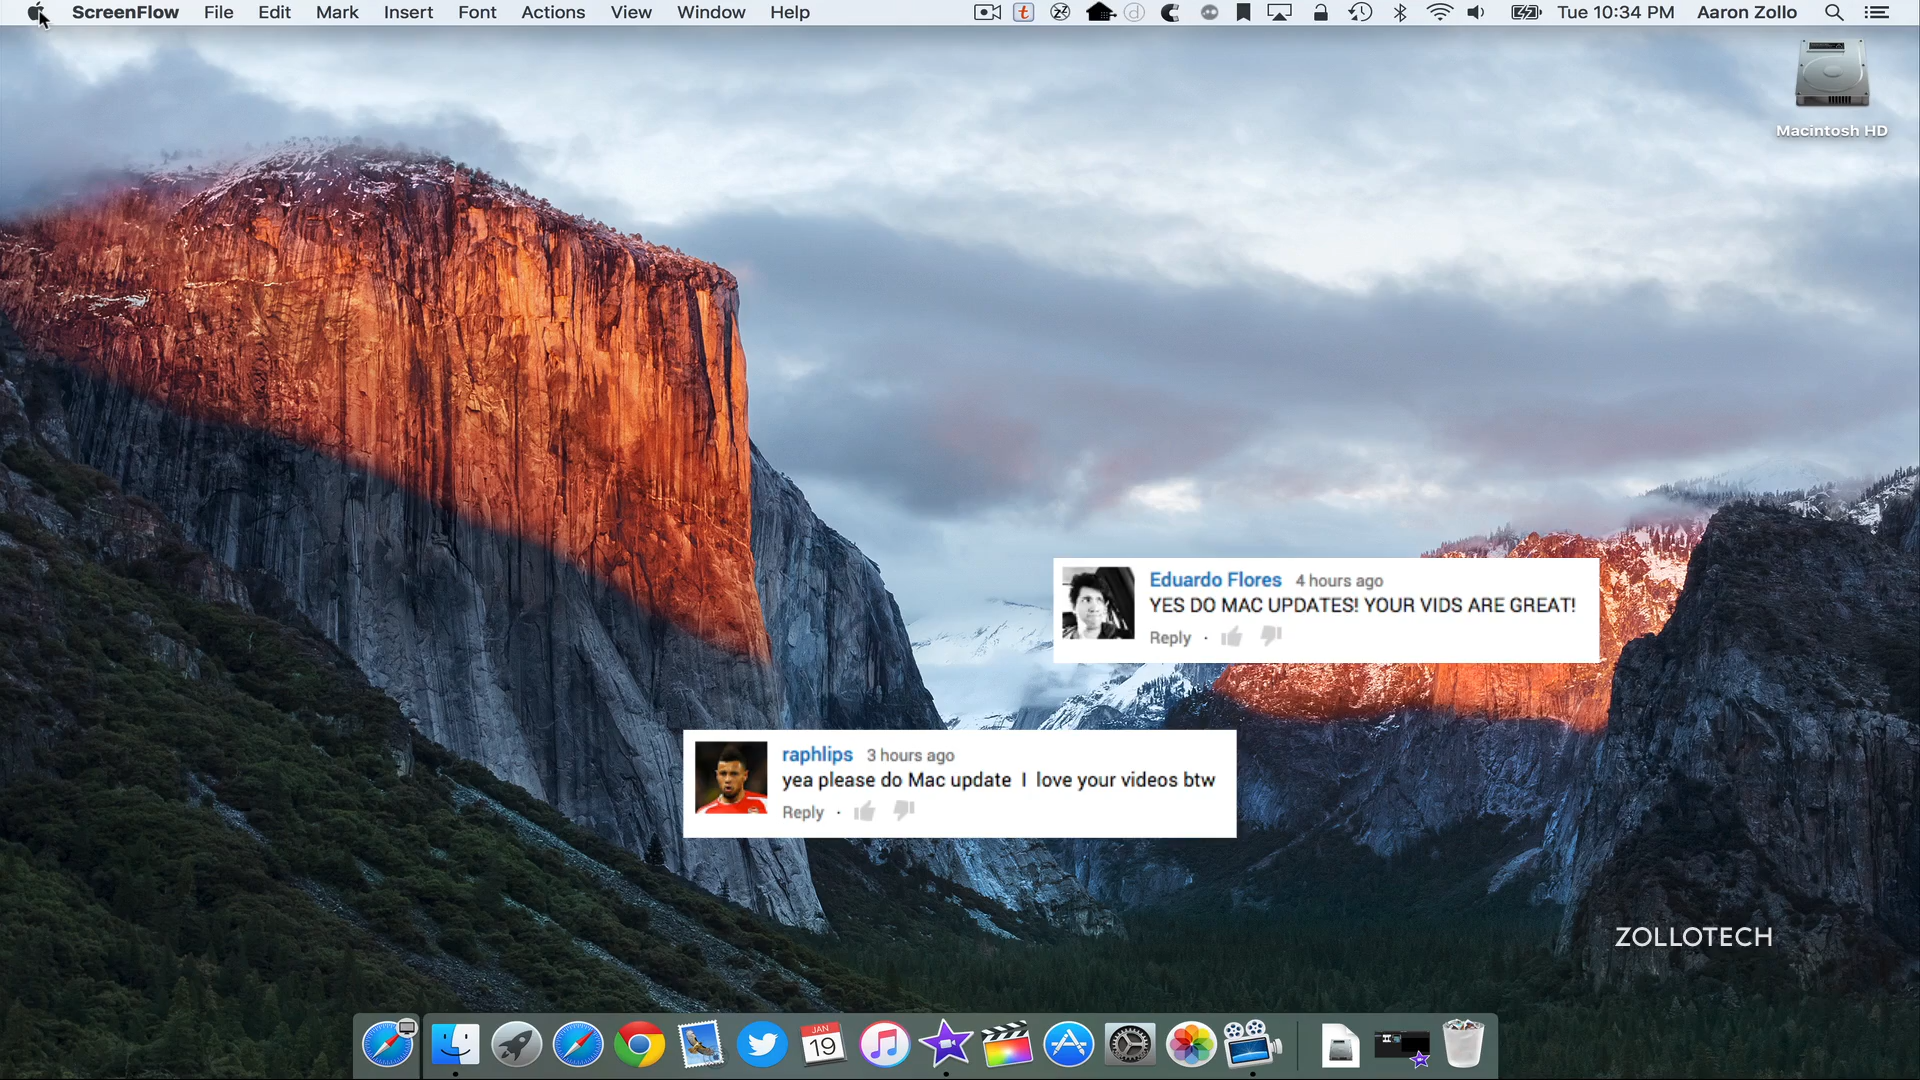 ScreenFlow File Edit Mark Insert Font Actions View Window Help Tue 10:34 PM Aaron Zollo
Macintosh HD
Eduardo Flores 4 hours ago
YES DO MAC UPDATES! YOUR VIDS ARE GREAT!
Reply
raphlips 3 hours ago
yea please do Mac update I love your videos btw
Reply
ZOLLOTECH
JAN
19